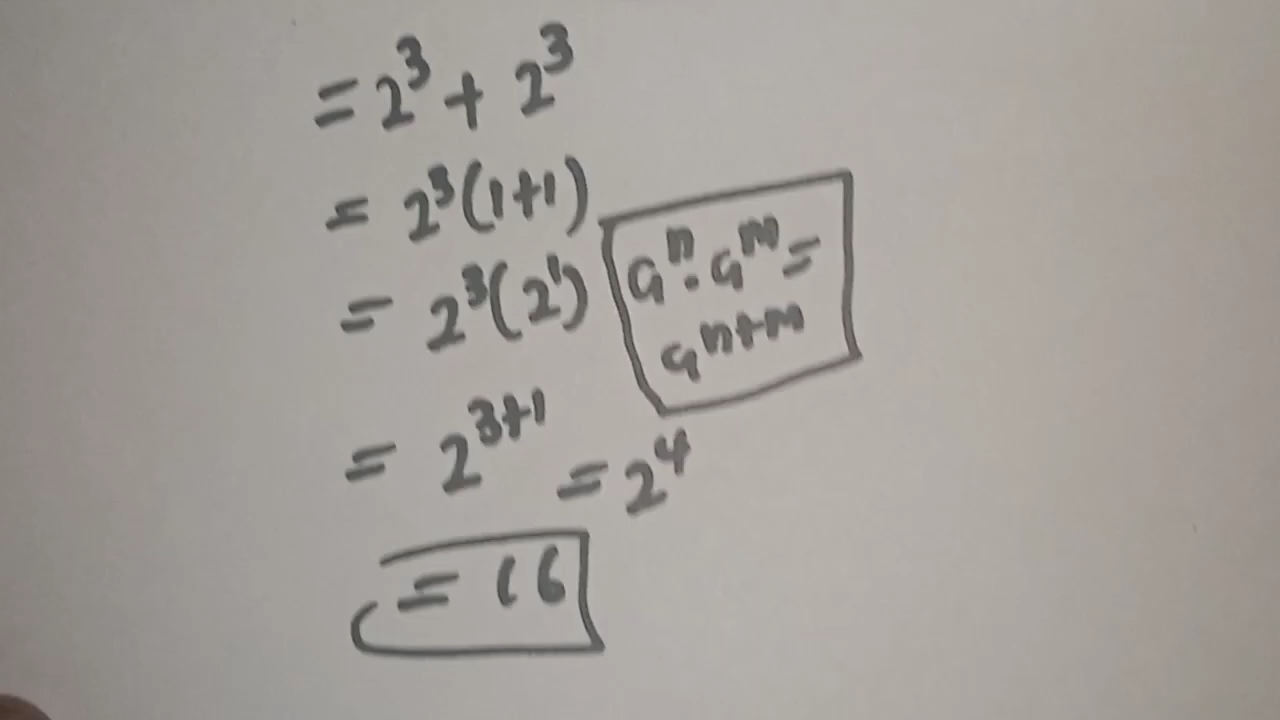 = 2³ + 2³
= 2³(1+1)
= 2³(2¹)
aⁿ · aᵐ =
aⁿ⁺ᵐ
= 2³⁺¹ = 2⁴
= 16